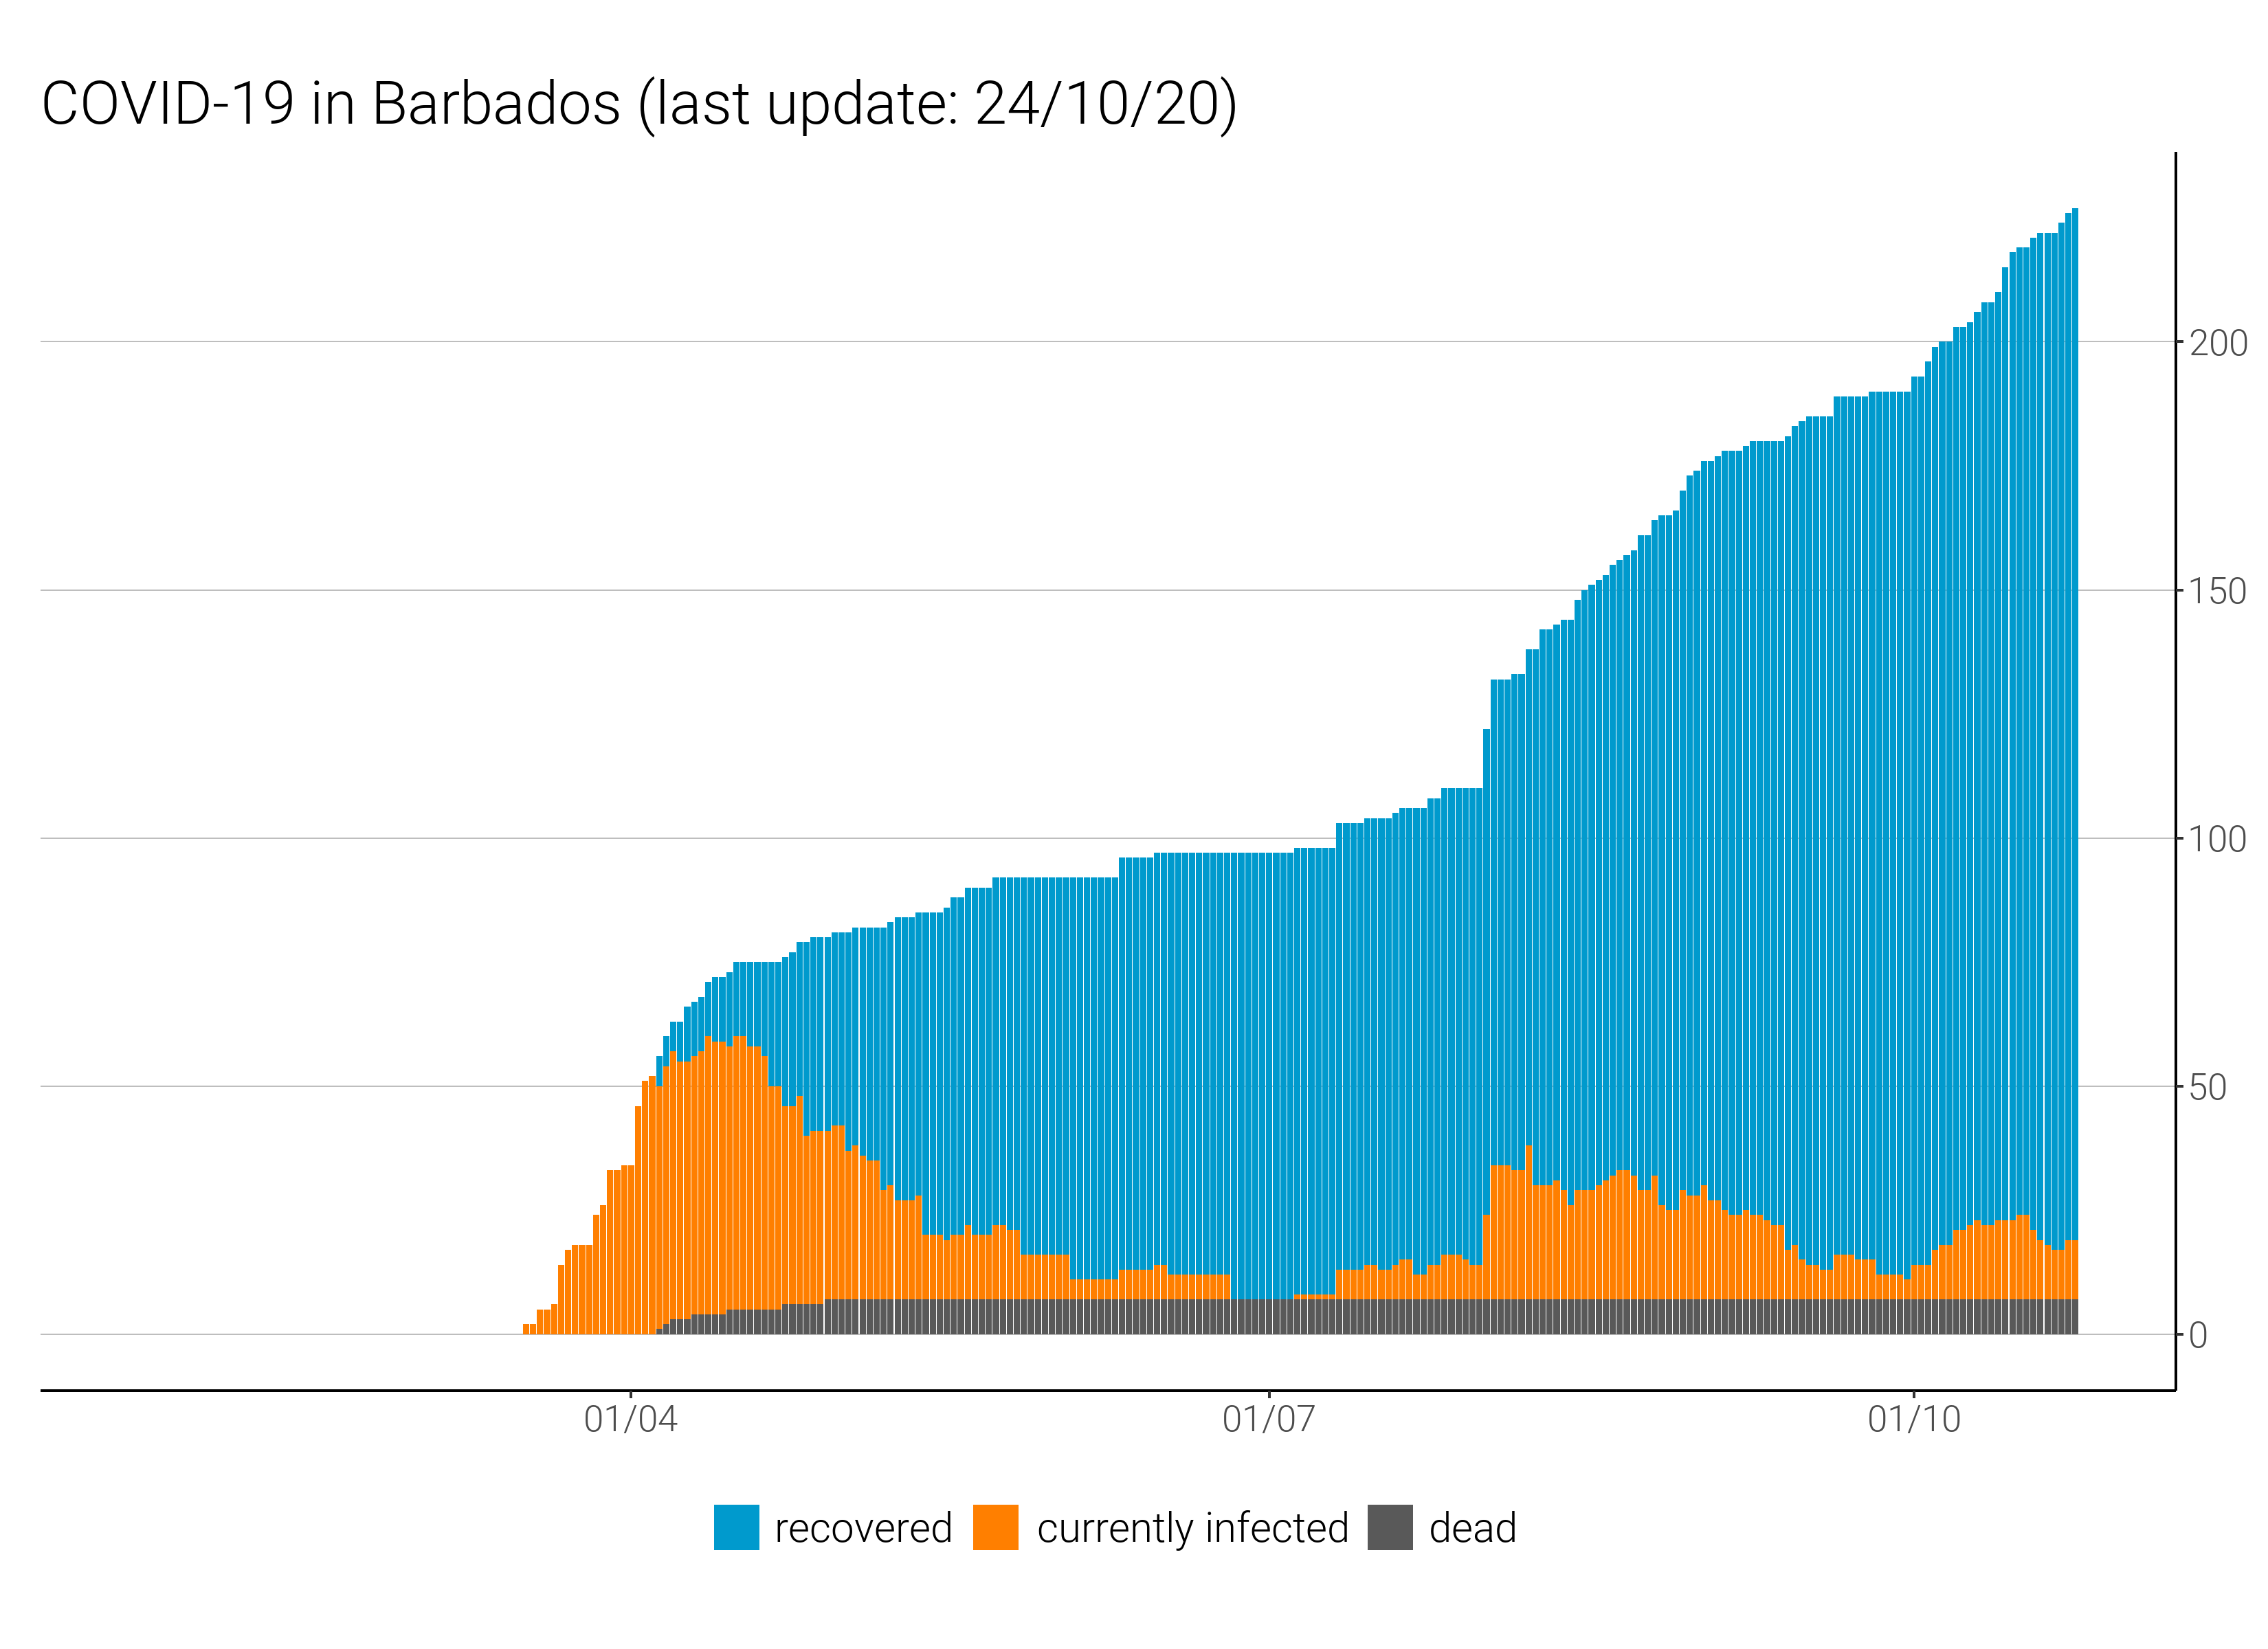 COVID-19 in Barbados (last update: 24/10/20)
200
150
100
50
0
01/04 01/07 01/10
recovered currently infected dead